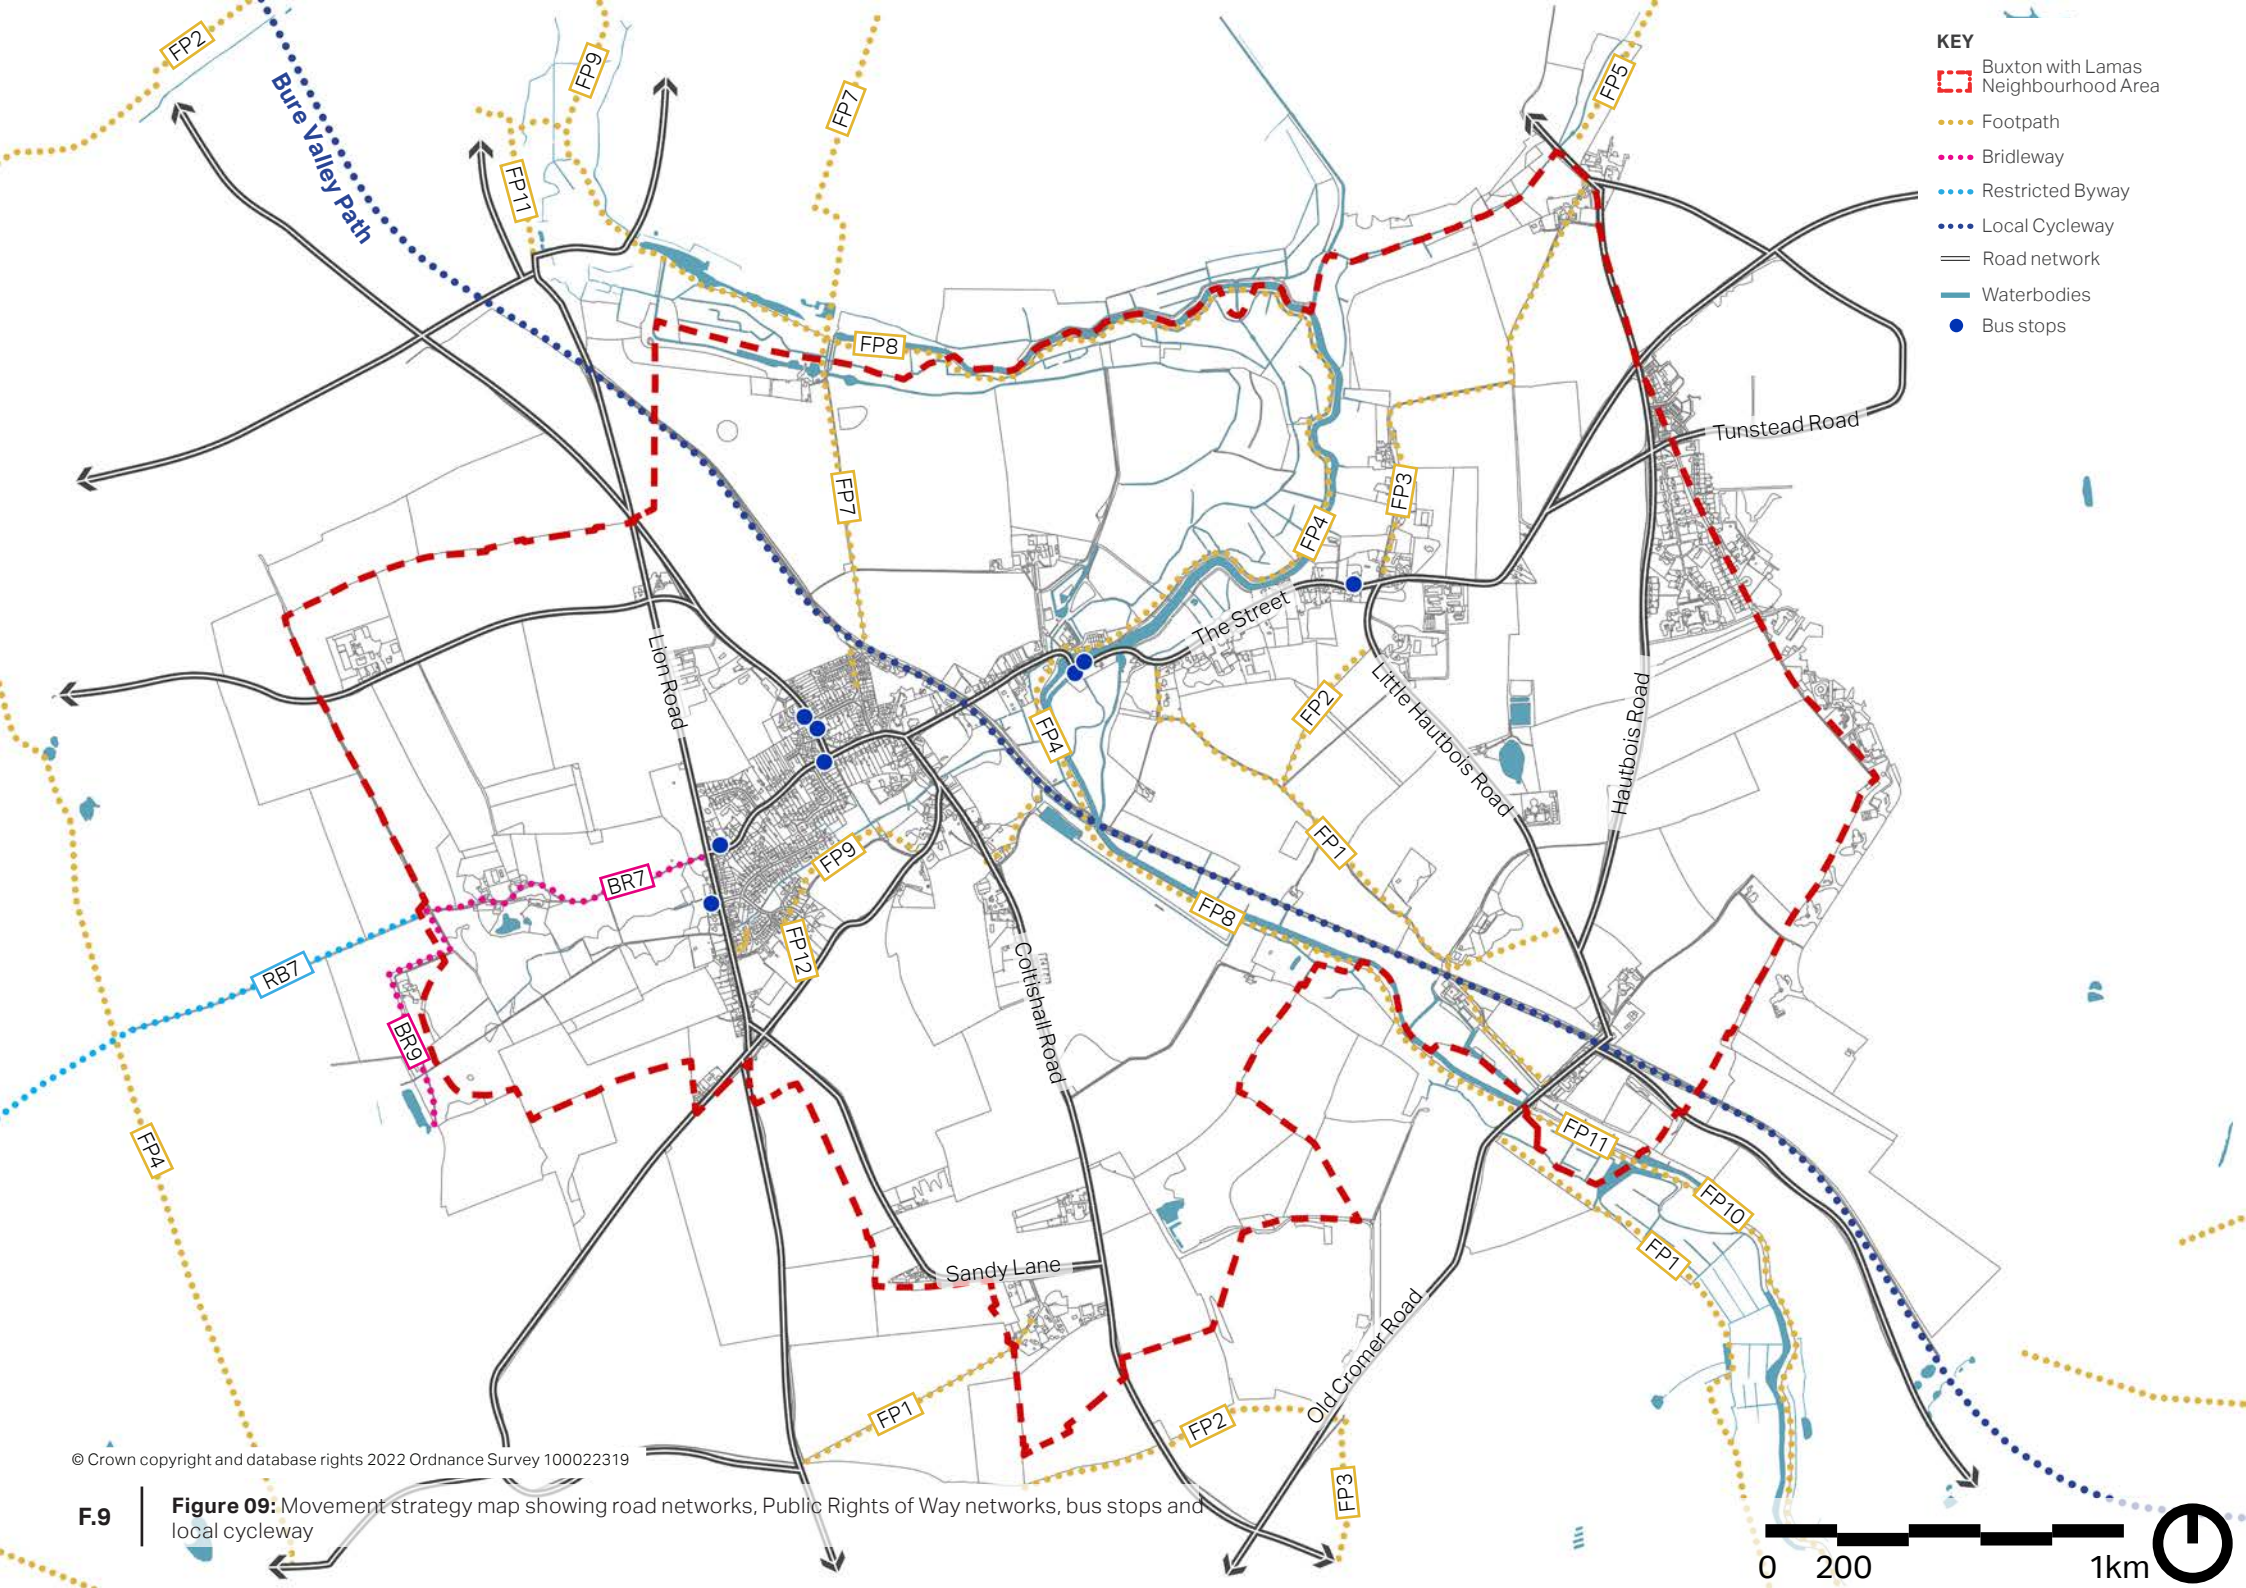 KEY
Buxton with Lamas
Neighbourhood Area
Footpath
Bridleway
Restricted Byway
Local Cycleway
Road network
Waterbodies
Bus stops
FP2
Bure Valley Path
FP9
FP11
FP7
FP5
FP8
FP7
FP3
FP4
Tunstead Road
The Street
Lion Road
FP4
FP2
Little Hautbois Road
Hautbois Road
FP1
BR7
FP9
FP12
FP8
RB7
BR9
Coltishall Road
FP4
FP11
FP10
FP1
Sandy Lane
Old Cromer Road
FP1
FP2
FP3
© Crown copyright and database rights 2022 Ordnance Survey 100022319
F.9
Figure 09: Movement strategy map showing road networks, Public Rights of Way networks, bus stops and
local cycleway
0 200 1km